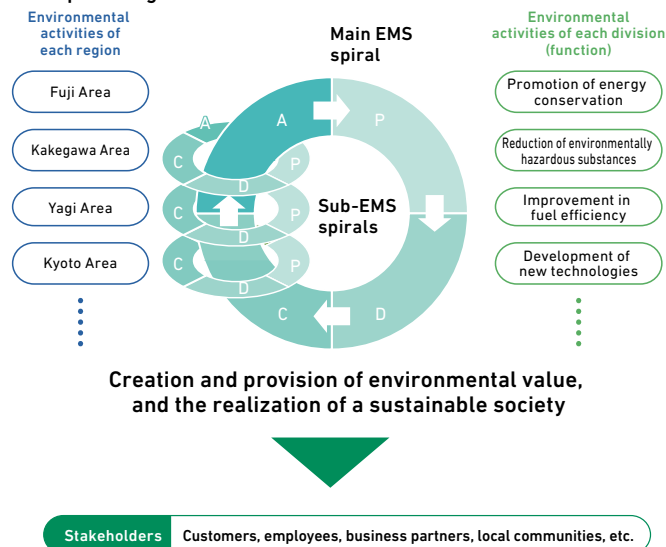 Environmental
activities of
each region
Fuji Area
Kakegawa Area
Yagi Area
Kyoto Area
Main EMS
spiral
A
P
D
C
A
C
P
D
C
P
D
C
P
D
Sub-EMS
spirals
Environmental
activities of each division
(function)
Promotion of energy
conservation
Reduction of environmentally
hazardous substances
Improvement in
fuel efficiency
Development of
new technologies
Creation and provision of environmental value,
and the realization of a sustainable society
Stakeholders Customers, employees, business partners, local communities, etc.